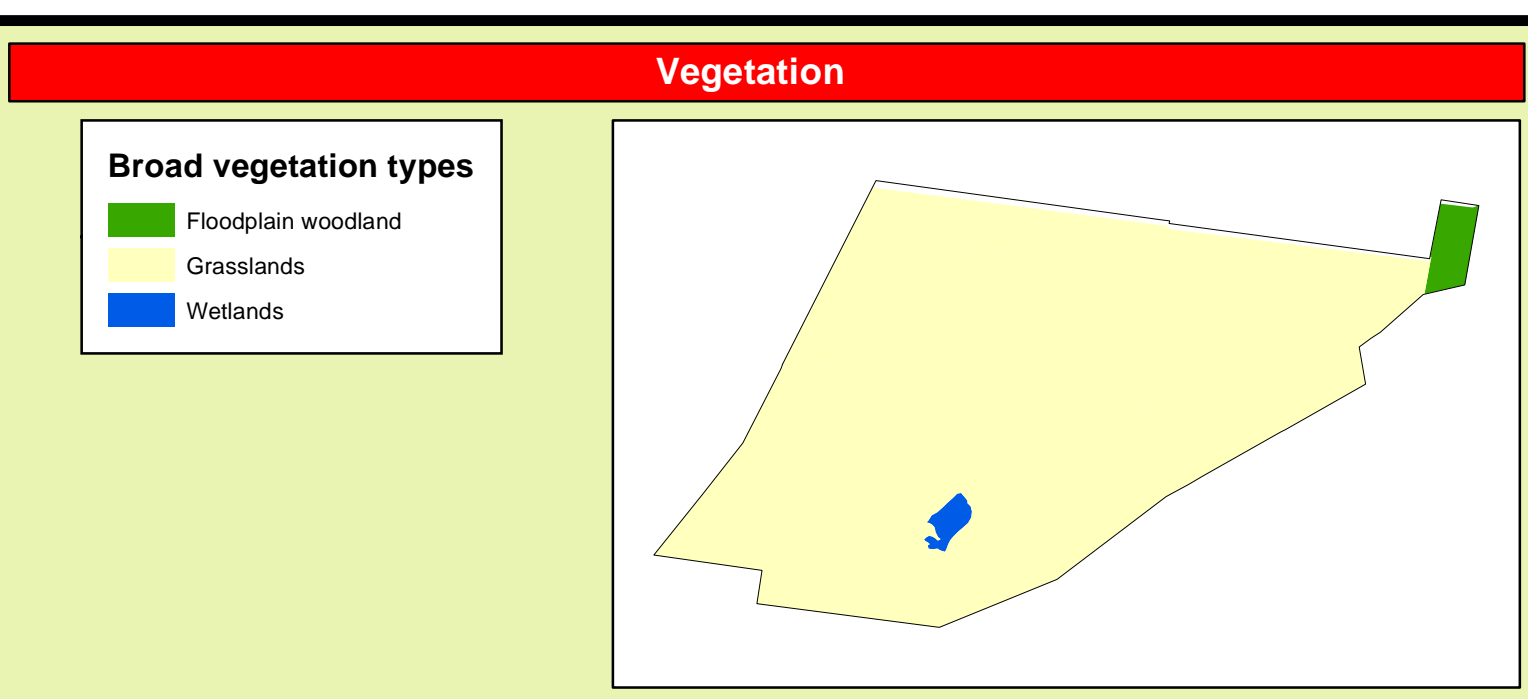 Vegetation
Broad vegetation types
Floodplain woodland
Grasslands
Wetlands